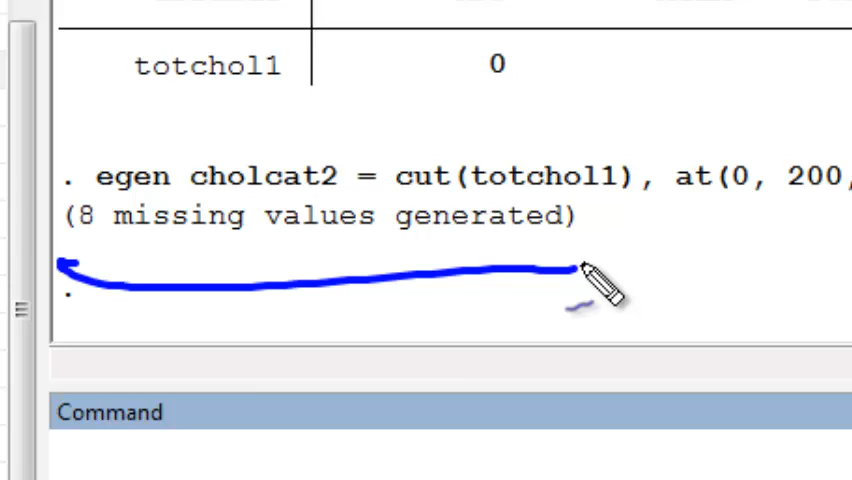 totchol1 0
. egen cholcat2 = cut(totchol1), at(0, 200,
(8 missing values generated)
.
Command